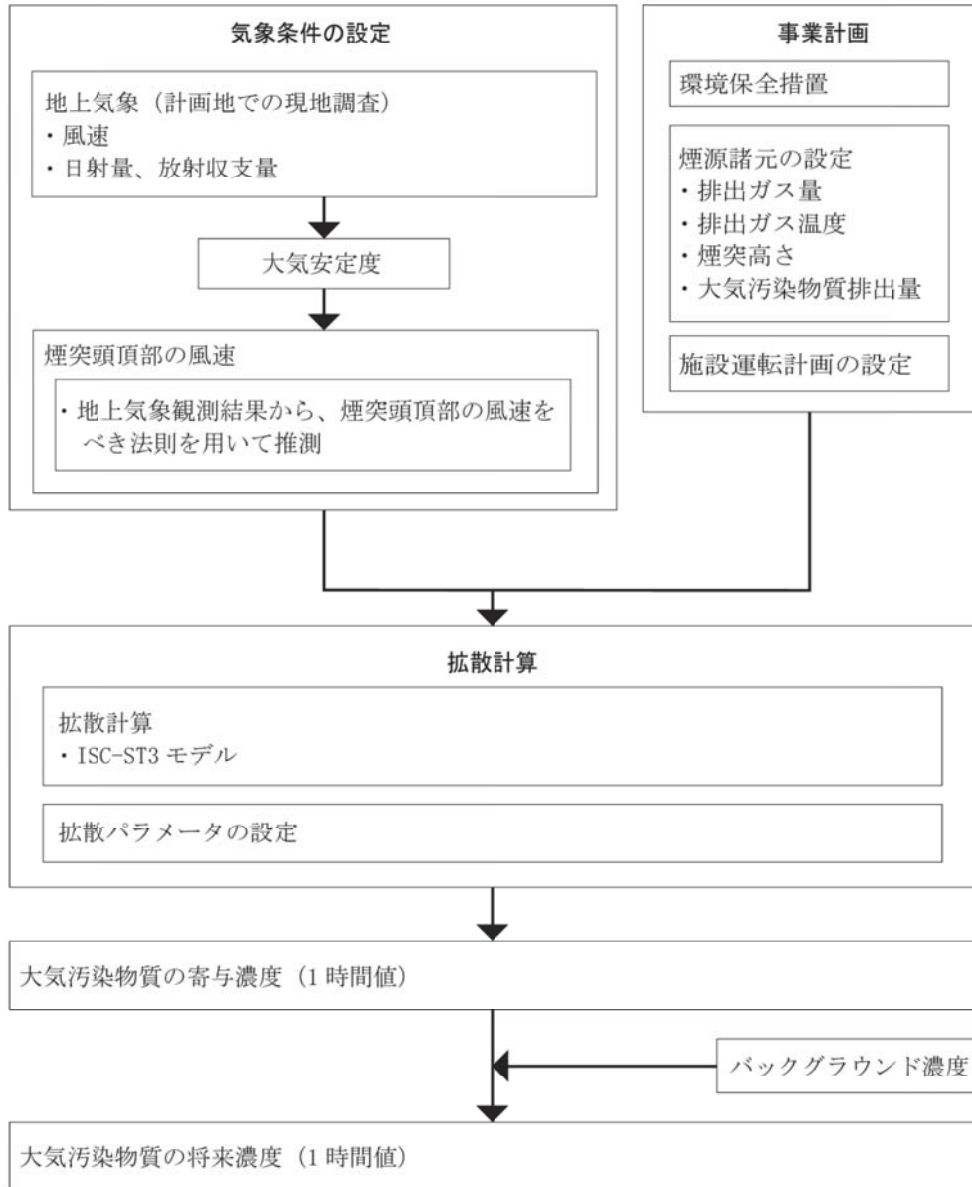 気象条件の設定
地上気象（計画地での現地調査）
・風速
・日射量、放射収支量
大気安定度
煙突頭頂部の風速
・地上気象観測結果から、煙突頭頂部の風速を
べき法則を用いて推測
事業計画
環境保全措置
煙源諸元の設定
・排出ガス量
・排出ガス温度
・煙突高さ
・大気汚染物質排出量
施設運転計画の設定
拡散計算
拡散計算
・ISC-ST3 モデル
拡散パラメータの設定
大気汚染物質の寄与濃度（1 時間値）
バックグラウンド濃度
大気汚染物質の将来濃度（1 時間値）